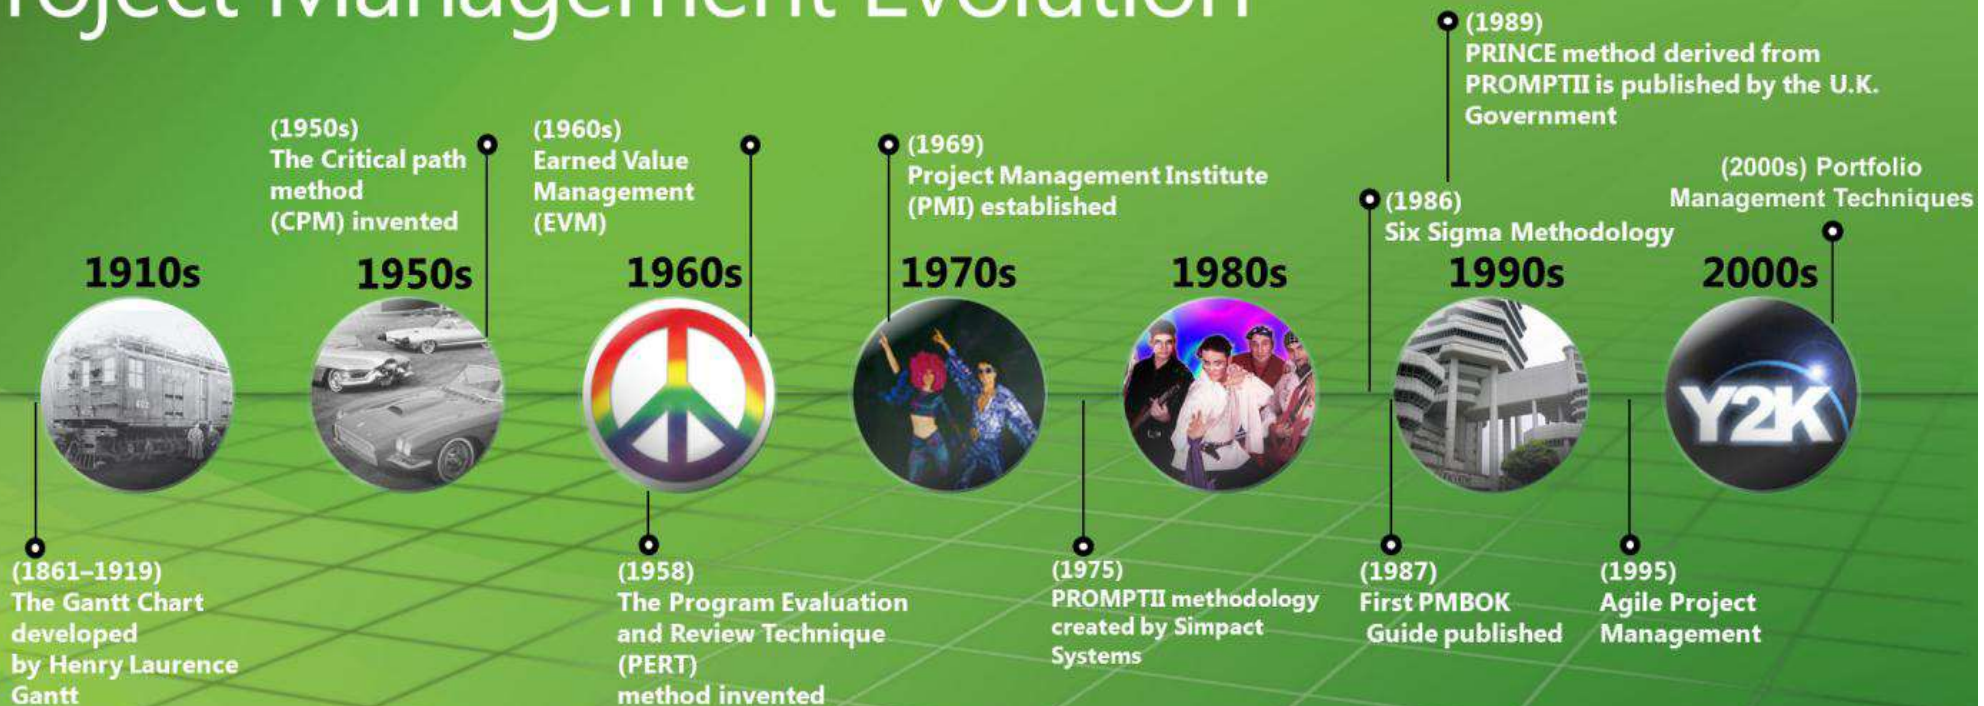 roject Management Evolution
(1989)
PRINCE method derived from
PROMPTII is published by the U.K.
Government
(1950s)
The Critical path
method
(CPM) invented
(1960s)
Earned Value
Management
(EVM)
(1969)
Project Management Institute
(PMI) established
(1986)
Six Sigma Methodology
(2000s) Portfolio
Management Techniques
1910s
1950s
1960s
1970s
1980s
1990s
2000s
Y2K
(1861–1919)
The Gantt Chart
developed
by Henry Laurence
Gantt
(1958)
The Program Evaluation
and Review Technique
(PERT)
method invented
(1975)
PROMPTII methodology
created by Simpact
Systems
(1987)
First PMBOK
Guide published
(1995)
Agile Project
Management